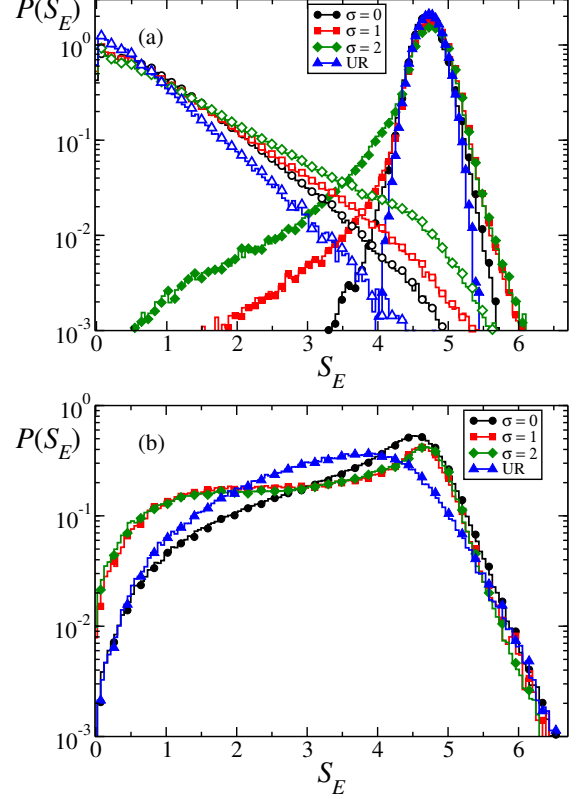 P(S_E)
(a)
σ = 0
σ = 1
σ = 2
UR
10^0
10^-1
10^-2
10^-3
0 1 2 3 4 5 6
S_E
P(S_E)
(b)
σ = 0
σ = 1
σ = 2
UR
10^0
10^-1
10^-2
10^-3
0 1 2 3 4 5 6
S_E